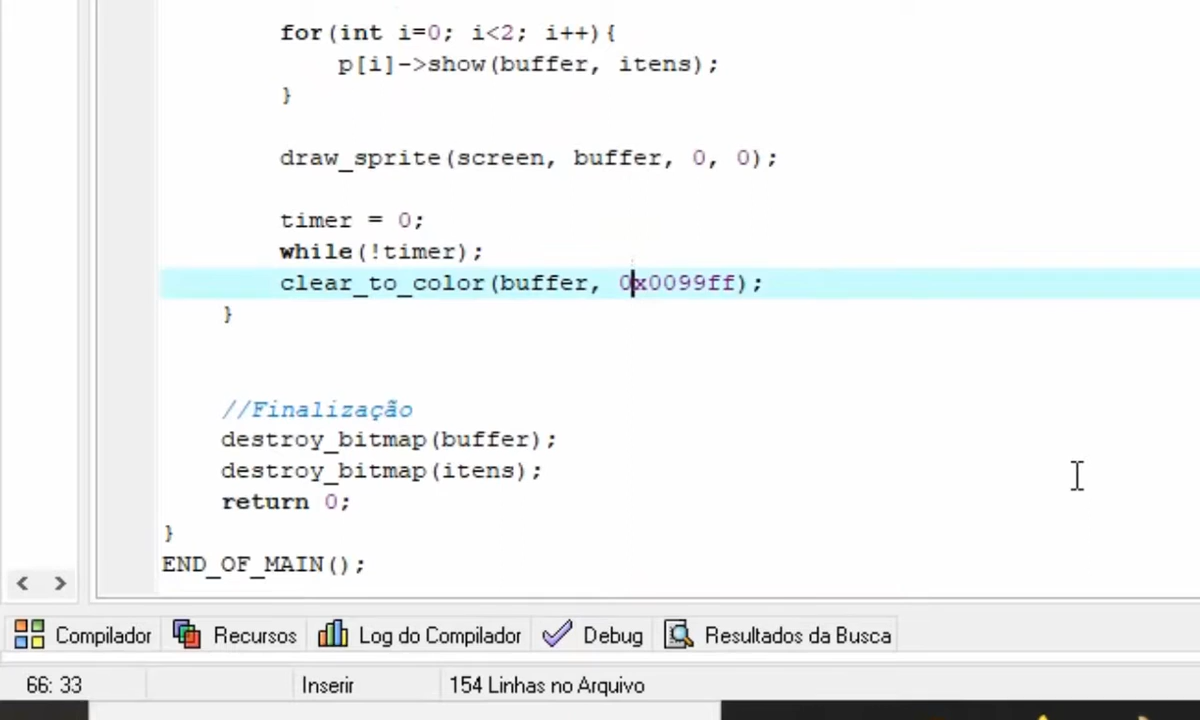 for(int i=0; i<2; i++){
p[i]->show(buffer, itens);
}
draw_sprite(screen, buffer, 0, 0);
timer = 0;
while(!timer);
clear_to_color(buffer, 0x0099ff);
}
//Finalização
destroy_bitmap(buffer);
destroy_bitmap(itens);
return 0;
}
END_OF_MAIN();
Compilador Recursos Log do Compilador Debug Resultados da Busca
66: 33 Inserir 154 Linhas no Arquivo